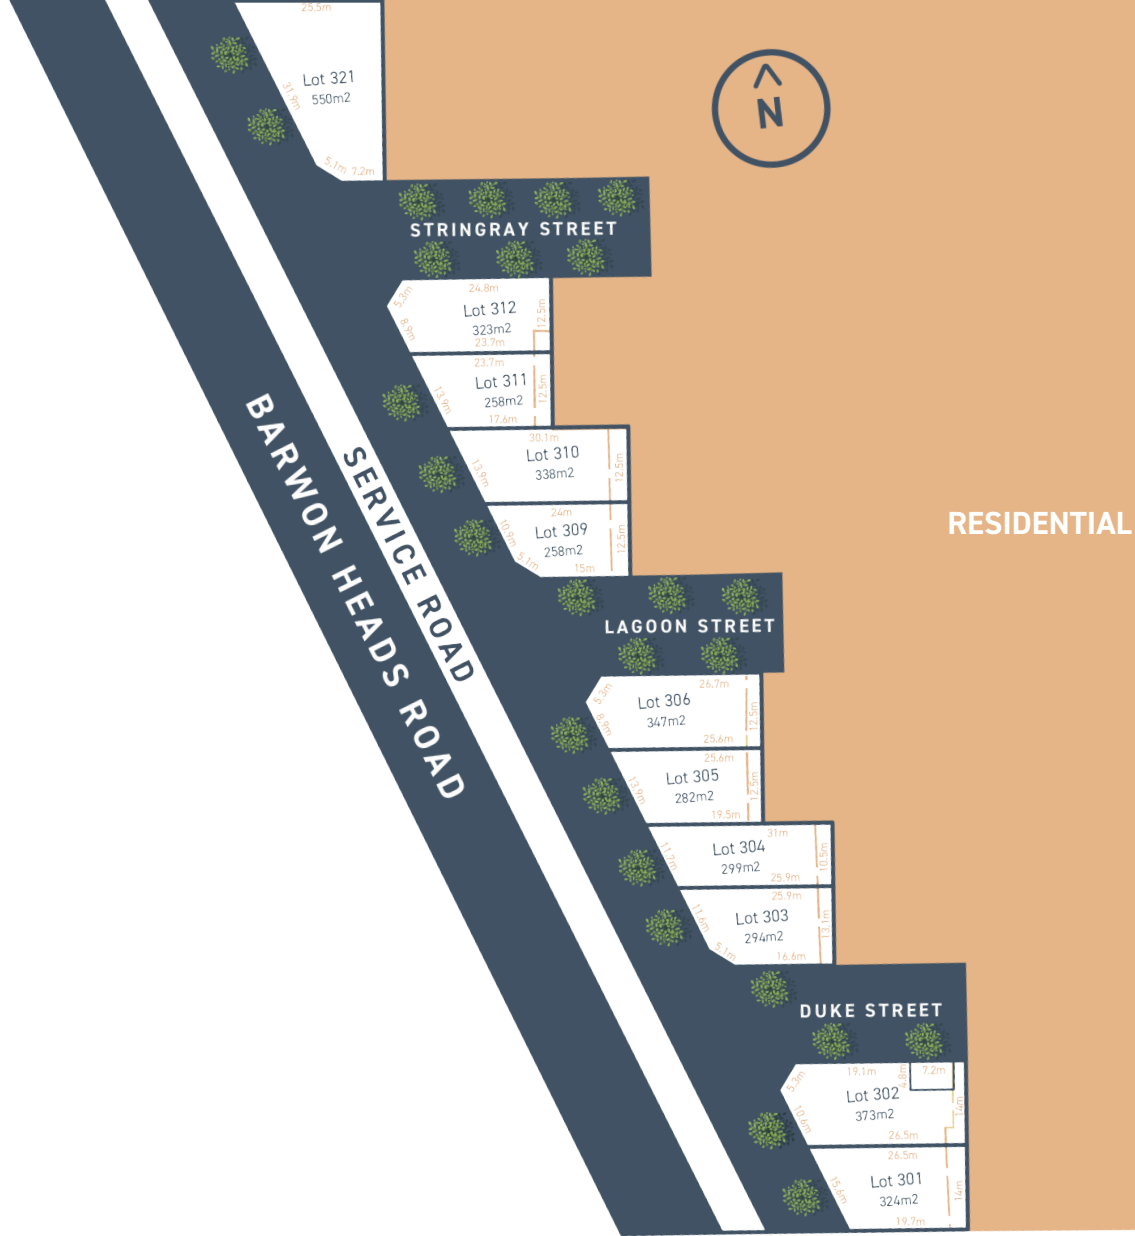 25.5m
Lot 321
550m2
31.9m
5.1m
7.2m
N
STRINGRAY STREET
24.8m
5.3m
Lot 312
323m2
12.5m
8.9m
23.7m
23.7m
Lot 311
258m2
12.5m
13.9m
17.6m
30.1m
Lot 310
338m2
12.5m
13.9m
24m
Lot 309
258m2
12.5m
10.9m
5.1m
15m
RESIDENTIAL
BARWON HEADS ROAD
SERVICE ROAD
LAGOON STREET
26.7m
5.3m
Lot 306
347m2
12.5m
8.9m
25.6m
25.6m
Lot 305
282m2
12.5m
13.9m
19.5m
31m
Lot 304
299m2
10.5m
11.7m
25.9m
25.9m
Lot 303
294m2
13.1m
11.6m
5.1m
16.6m
DUKE STREET
19.1m
4.8m
7.2m
5.3m
Lot 302
373m2
14m
10.6m
26.5m
26.5m
Lot 301
324m2
14m
15.6m
19.7m